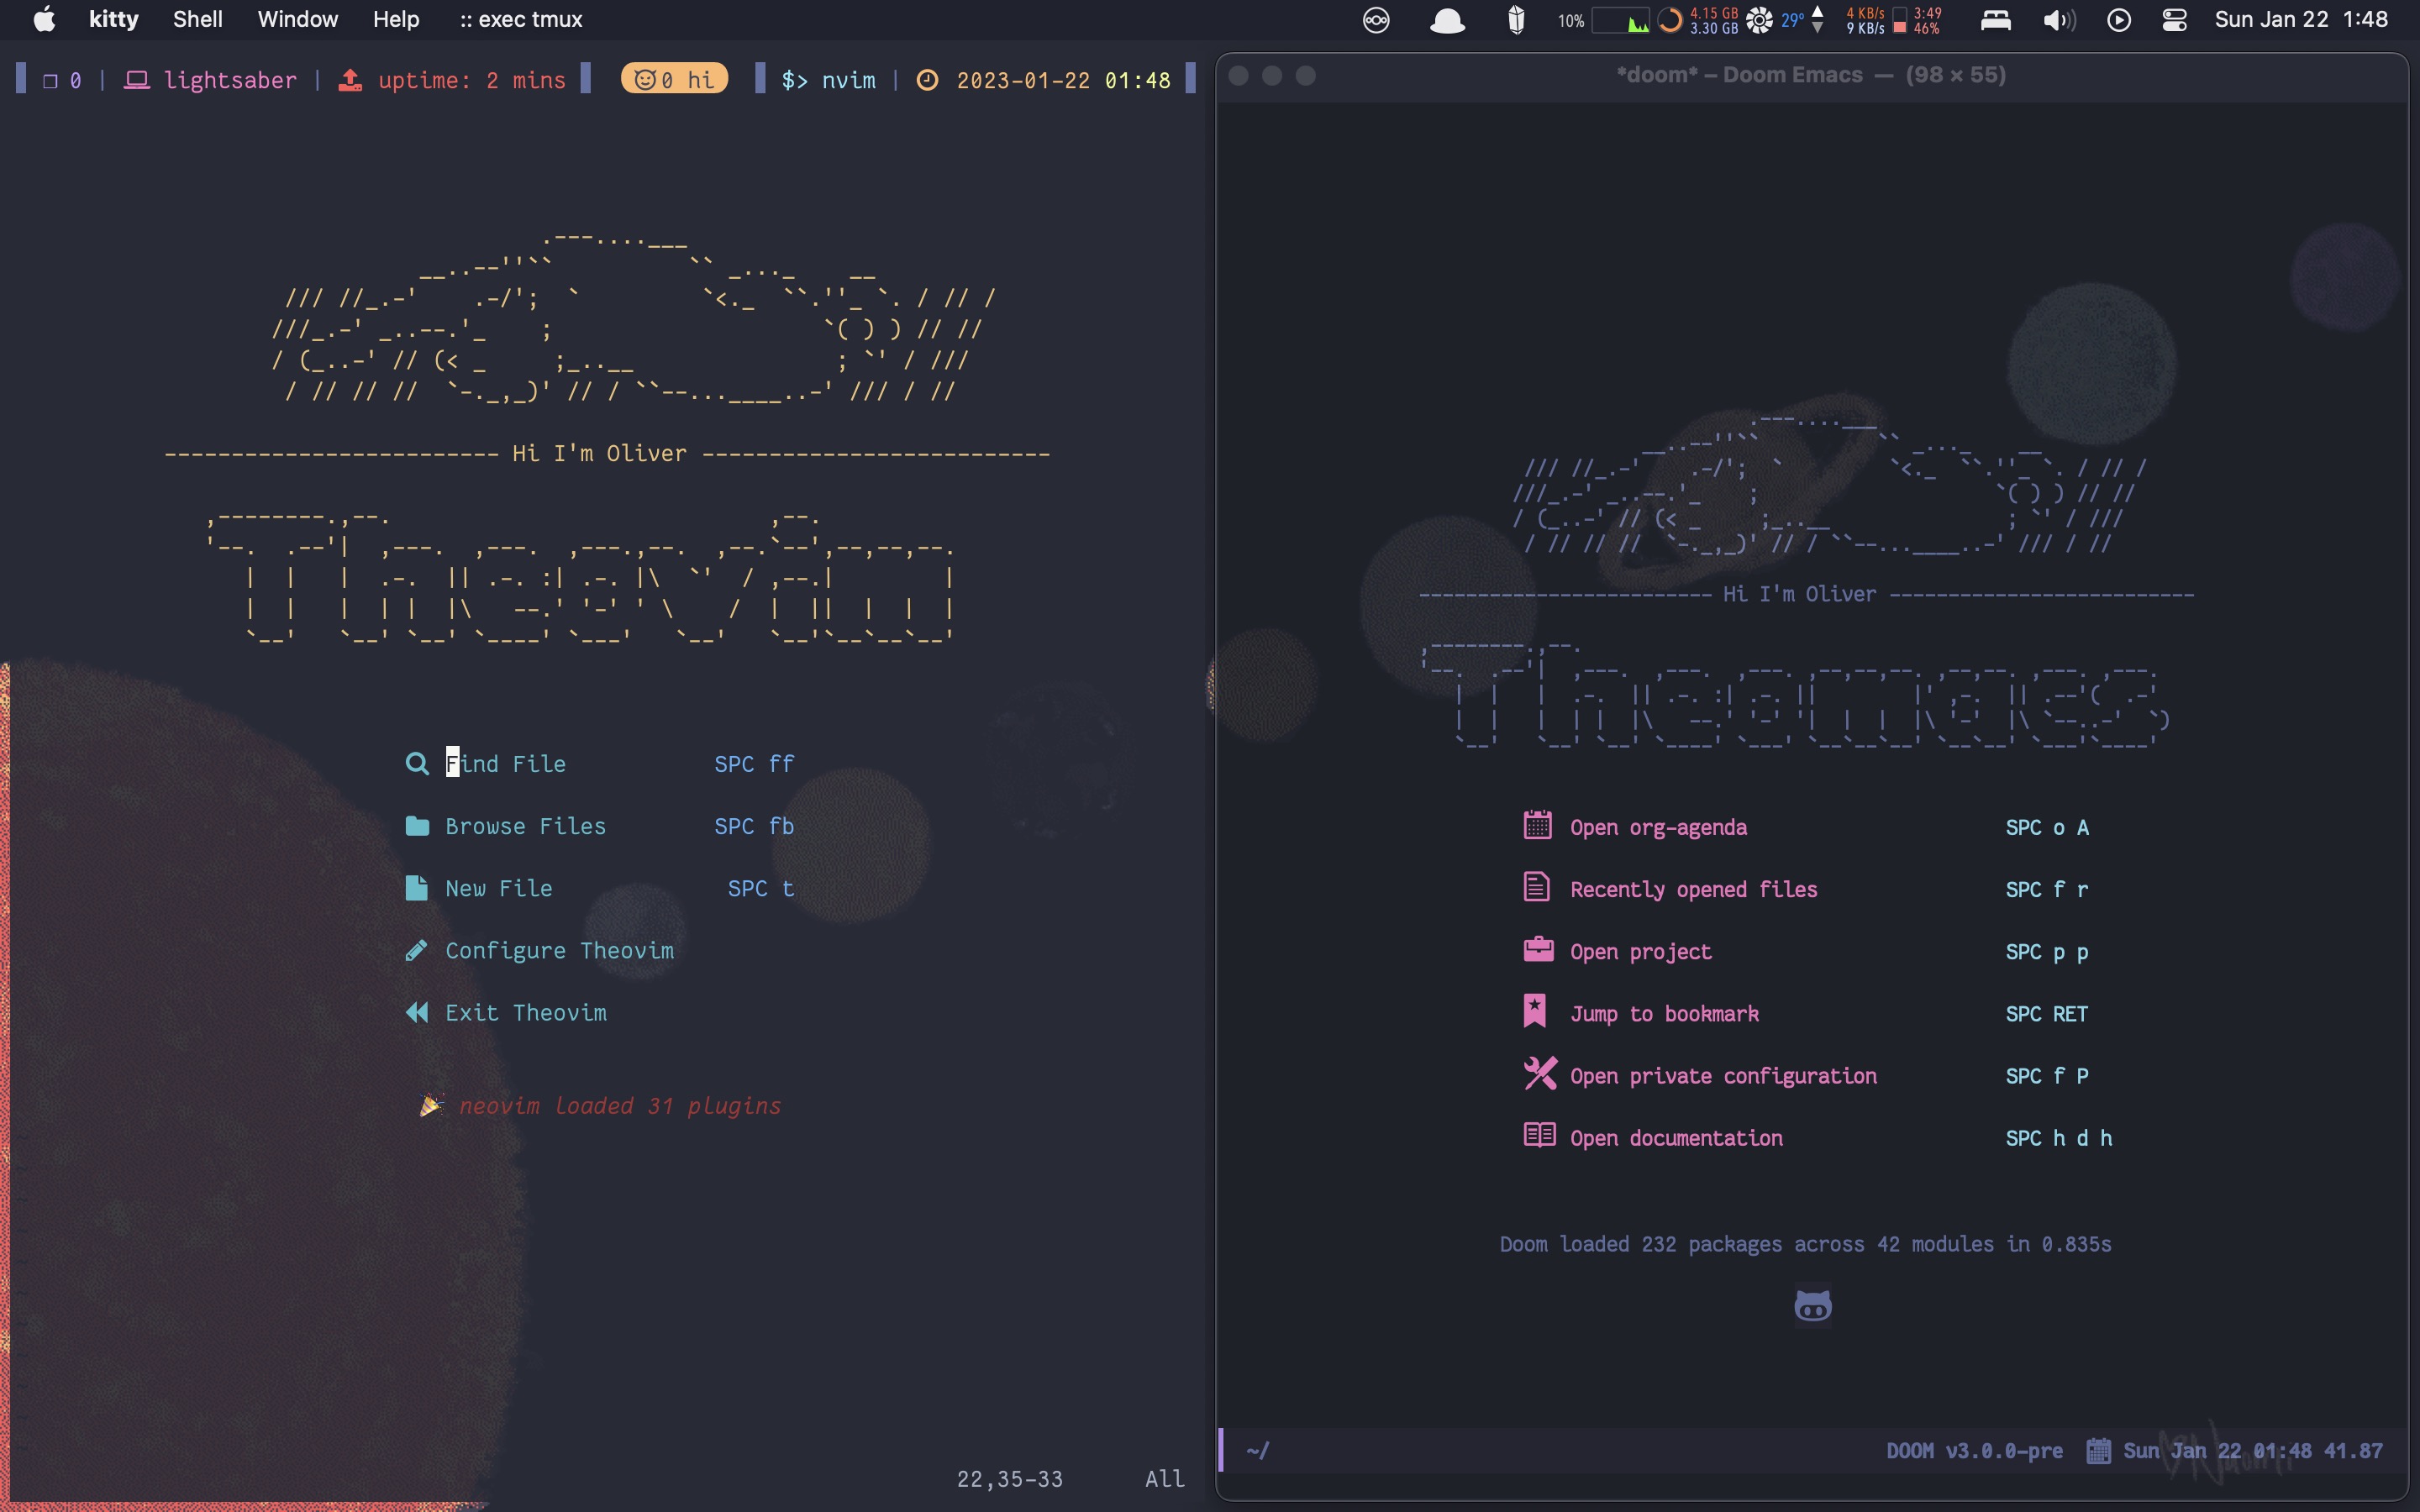 kitty Shell Window Help :: exec tmux 10% 4.15 GB 3.30 GB 29° 4 KB/s 9 KB/s 3:49 46% Sun Jan 22 1:48
0 | lightsaber | uptime: 2 mins 0 hi $> nvim | 2023-01-22 01:48
------------------------- Hi I'm Oliver --------------------------
Theovim
Find File SPC ff
Browse Files SPC fb
New File SPC t
Configure Theovim
Exit Theovim
🎉 neovim loaded 31 plugins
22,35-33 All
*doom* – Doom Emacs — (98 × 55)
------------------------- Hi I'm Oliver --------------------------
Theomacs
Open org-agenda SPC o A
Recently opened files SPC f r
Open project SPC p p
Jump to bookmark SPC RET
Open private configuration SPC f P
Open documentation SPC h d h
Doom loaded 232 packages across 42 modules in 0.835s
~/ DOOM v3.0.0-pre Sun Jan 22 01:48 41.87